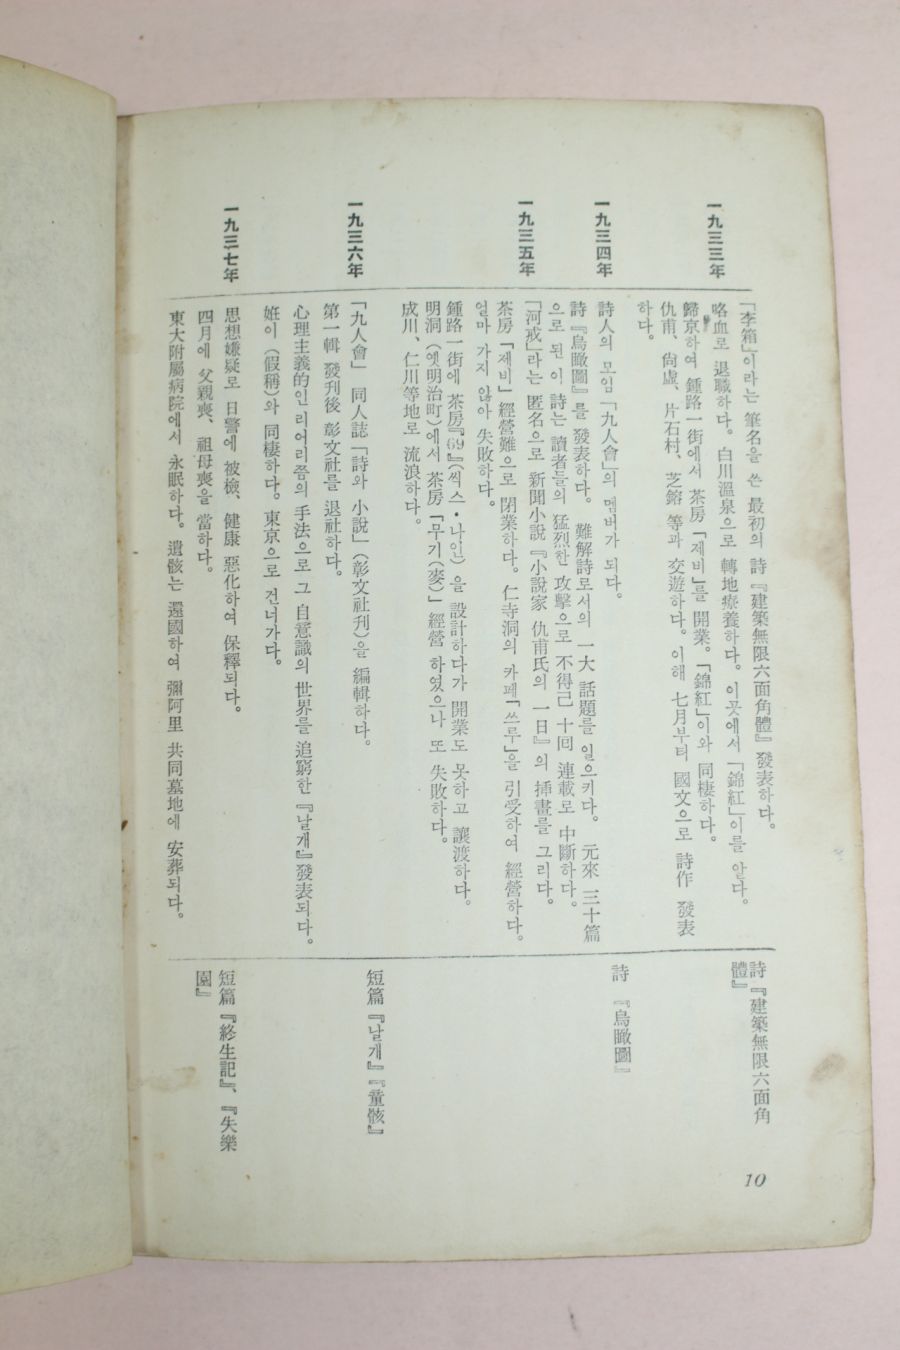 一九三三年
「李箱」이라는 筆名을 쓴 最初의 詩『建築無限六面角體』發表하다。
咯血로 退職하다。白川溫泉으로 轉地療養하다。이곳에서 「錦紅」이를 알다。
歸京하여 鍾路一街에서 茶房「제비」를 開業。「錦紅」이와 同棲하다。
仇甫、尙虛、片石村、芝鎔 等과 交遊하다。이해 七月부터 國文으로 詩作 發表
하다。
詩『建築無限六面角
體』
一九三四年
詩人의 모임「九人會」의 멤버가 되다。
詩『烏瞰圖』를 發表하다。 難解詩로서의 一大 話題를 일으키다。 元來 三十篇
으로 된 이 詩는 讀者들의 猛烈한 攻擊으로 不得己 十回 連載로 中斷하다。
「河戎」라는 匿名으로 新聞小說『小說家 仇甫氏의 一日』의 揷畫를 그리다。
詩 『烏瞰圖』
一九三五年
茶房「제비」經營難으로 閉業하다。 仁寺洞의 카페「쓰루」을 引受하여 經營하다。
얼마 가지 않아 失敗하다。
鍾路一街에 茶房『69』(씩스・나인)을 設計하다가 開業도 못하고 讓渡하다。
明洞(옛明治町)에서 茶房「무기(麥)」經營 하였으나 또 失敗하다。
成川、仁川等地로 流浪하다。
一九三六年
「九人會」 同人誌「詩와 小說」(彰文社刊)을 編輯하다。
第一輯 發刊後 彰文社를 退社하다。
心理主義的인 리어리즘의 手法으로 그 自意識의 世界를 追窮한 『날개』發表되다。
姙이(假稱)와 同棲하다。東京으로 건너가다。
短篇『날개』『童骸』
一九三七年
思想嫌疑로 日警에 被檢、健康 惡化하여 保釋되다。
四月에 父親喪、祖母喪을 當하다。
東大附屬病院에서 永眠하다。遺骸는 還國하여 彌阿里 共同墓地에 安葬되다。
短篇『終生記』、『失樂
園』
10